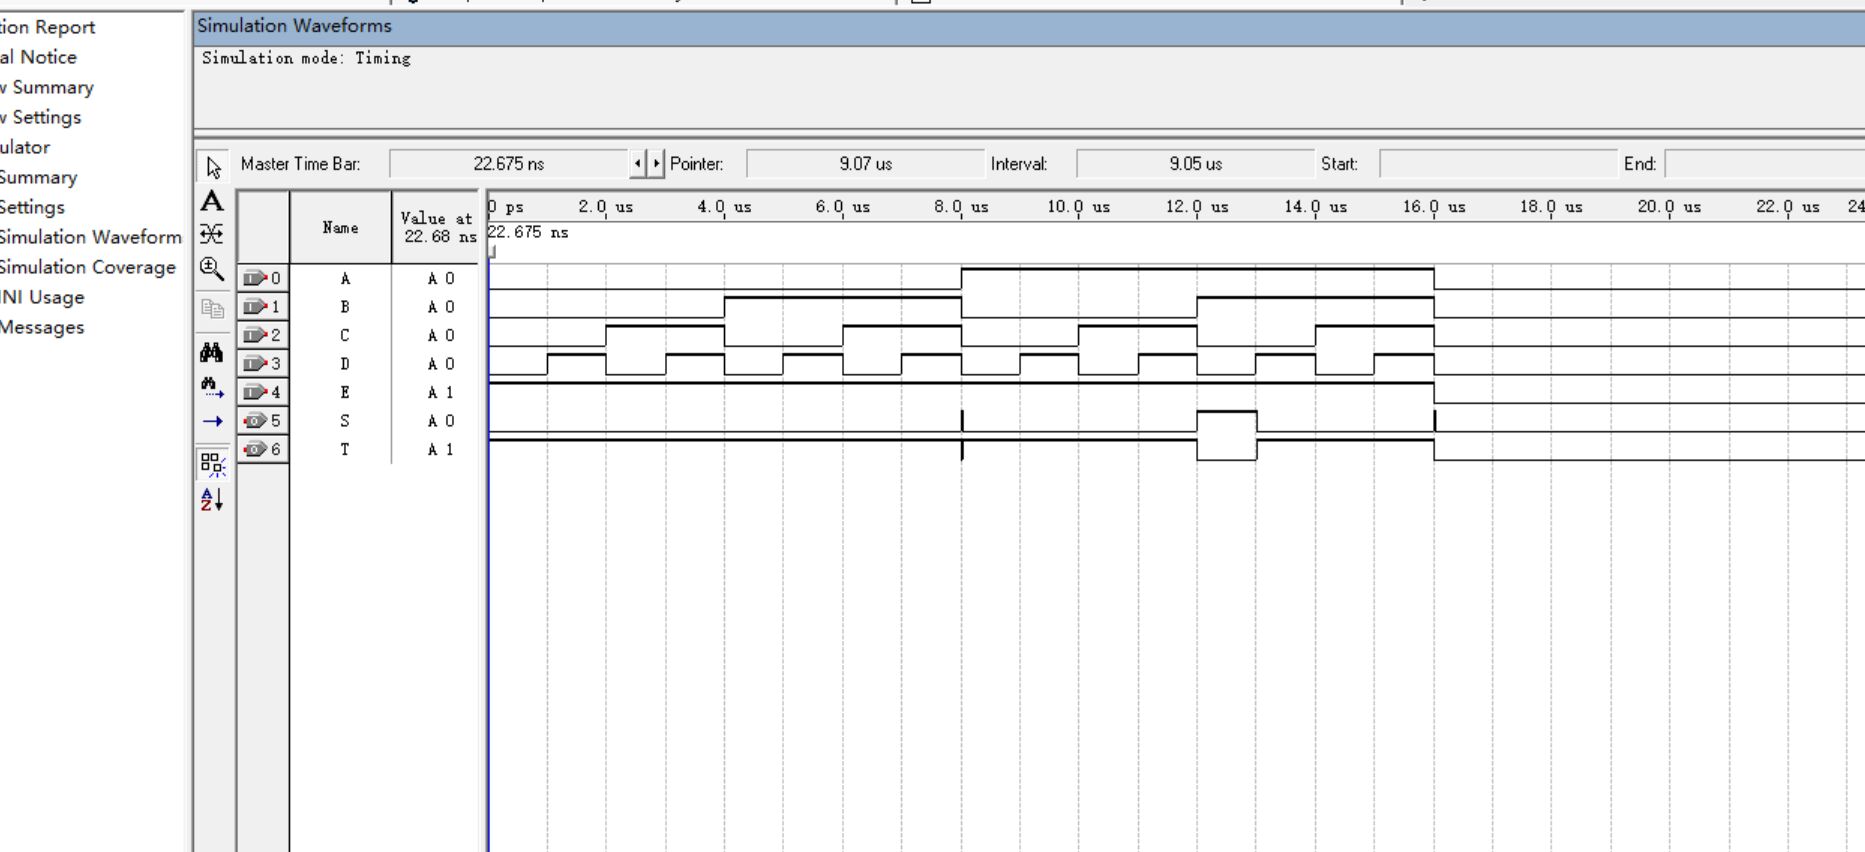 tion Report
al Notice
w Summary
w Settings
ulator
Summary
Settings
Simulation Waveform
Simulation Coverage
INI Usage
Messages
Simulation Waveforms
Simulation mode: Timing
Master Time Bar: 22.675 ns Pointer: 9.07 us Interval: 9.05 us Start: End:
Name Value at 22.68 ns
0 ps 2.0 us 4.0 us 6.0 us 8.0 us 10.0 us 12.0 us 14.0 us 16.0 us 18.0 us 20.0 us 22.0 us 24
22.675 ns
0 A A 0
1 B A 0
2 C A 0
3 D A 0
4 E A 1
5 S A 0
6 T A 1